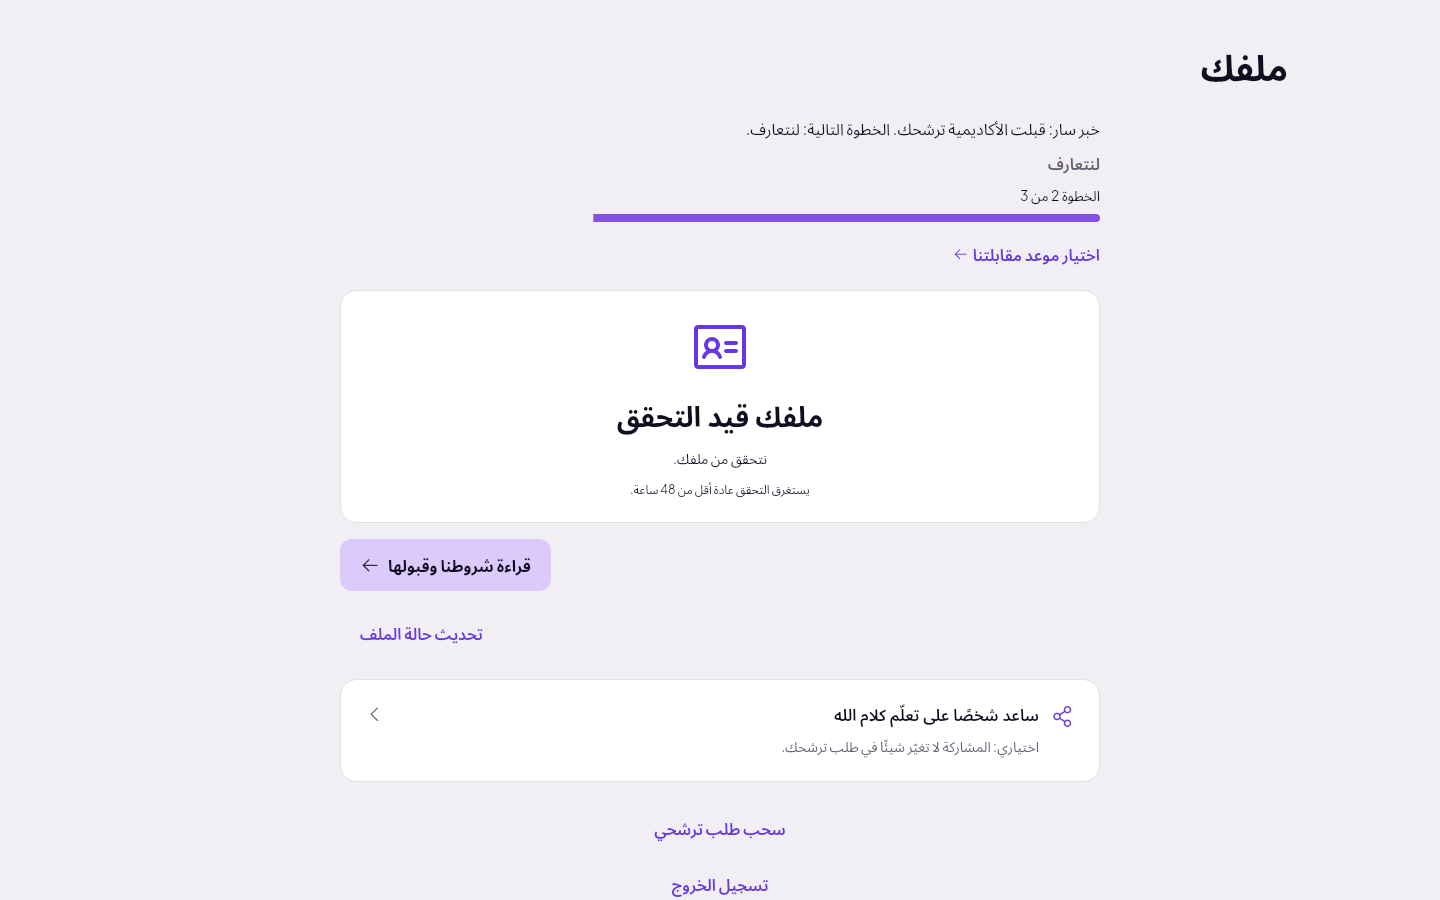 ملفك
خبر سار: قبلت الأكاديمية ترشحك. الخطوة التالية: لنتعارف.
لنتعارف
الخطوة 2 من 3
اختيار موعد مقابلتنا ←
ملفك قيد التحقق
نتحقق من ملفك.
يستغرق التحقق عادة أقل من 48 ساعة.
قراءة شروطنا وقبولها ←
تحديث حالة الملف
ساعد شخصًا على تعلّم كلام الله
اختياري: المشاركة لا تغيّر شيئًا في طلب ترشحك.
سحب طلب ترشحي
تسجيل الخروج